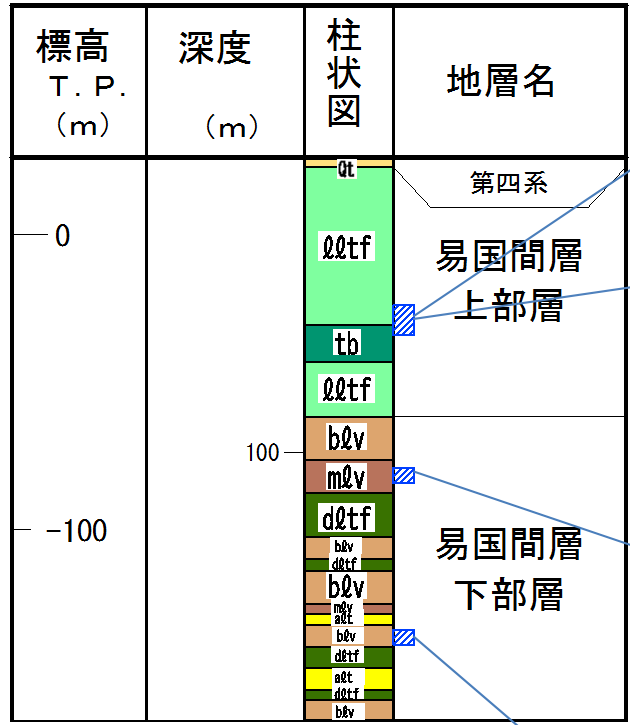 標高
T.P.
(m)
深度
(m)
柱状図
地層名
Qt
第四系
0
ℓℓtf
易国間層
上部層
tb
ℓℓtf
100
bℓv
mℓv
-100
dℓtf
易国間層
下部層
bℓv
dℓtf
bℓv
mℓv
aℓt
bℓv
dℓtf
aℓt
dℓtf
bℓv